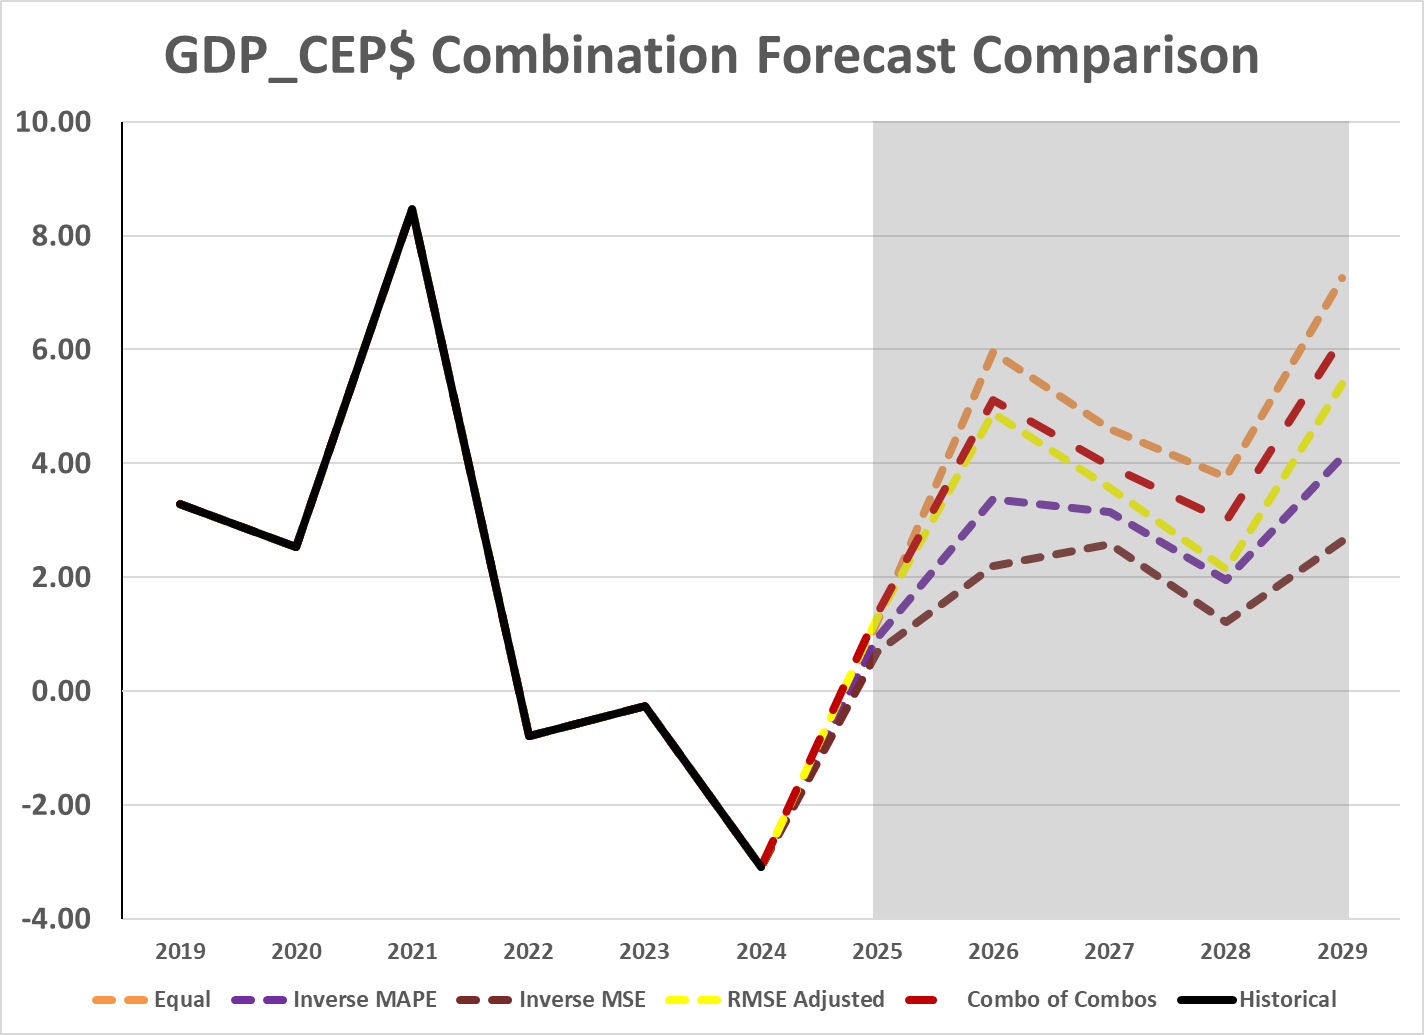 GDP_CEP$ Combination Forecast Comparison
10.00
8.00
6.00
4.00
2.00
0.00
-2.00
-4.00
2019 2020 2021 2022 2023 2024 2025 2026 2027 2028 2029
Equal Inverse MAPE Inverse MSE RMSE Adjusted Combo of Combos Historical